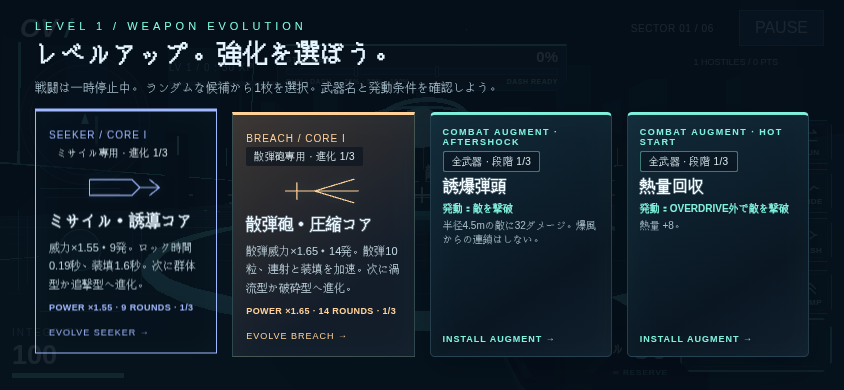 LEVEL 1 / WEAPON EVOLUTION
レベルアップ。強化を選ぼう。
戦闘は一時停止中。ランダムな候補から1枚を選択。武器名と発動条件を確認しよう。
SECTOR 01 / 06
PAUSE
0%
DASH READY
1 HOSTILES / 0 PTS
SEEKER / CORE I
ミサイル専用・進化 1/3
ミサイル・誘導コア
威力×1.55・9発。ロック時間
0.19秒、装填1.6秒。次に群体
型か追撃型へ進化。
POWER ×1.55 · 9 ROUNDS · 1/3
EVOLVE SEEKER →
BREACH / CORE I
散弾砲専用・進化 1/3
散弾砲・圧縮コア
散弾威力×1.65・14発。散弾10
粒、連射と装填を加速。次に渦
流型か破砕型へ進化。
POWER ×1.65 · 14 ROUNDS · 1/3
EVOLVE BREACH →
COMBAT AUGMENT ·
AFTERSHOCK
全武器・段階 1/3
誘爆弾頭
発動：敵を撃破
半径4.5mの敵に32ダメージ。爆風
からの連鎖はしない。
INSTALL AUGMENT →
COMBAT AUGMENT · HOT
START
全武器・段階 1/3
熱量回収
発動：OVERDRIVE外で敵を撃破
熱量 +8。
INSTALL AUGMENT →
100
∞ RESERVE